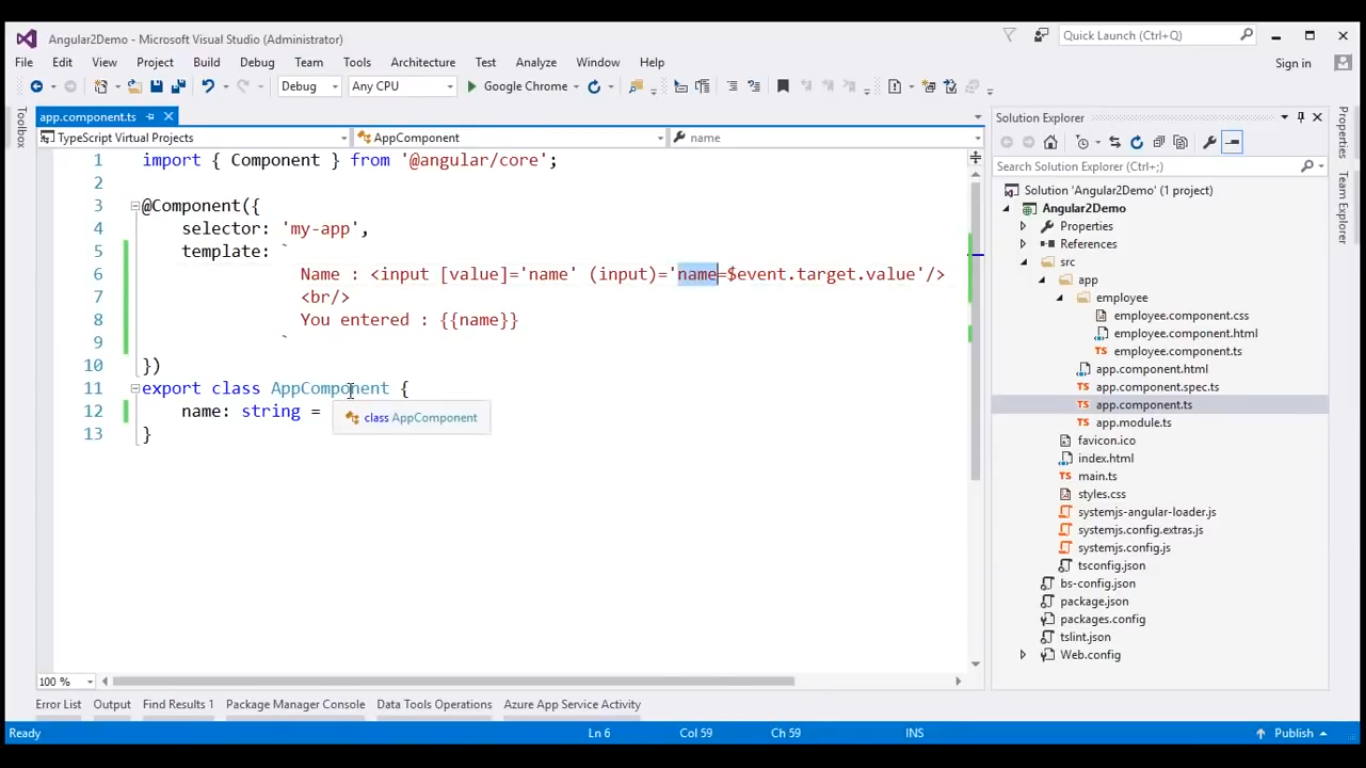 Angular2Demo - Microsoft Visual Studio (Administrator)
Quick Launch (Ctrl+Q)
File Edit View Project Build Debug Team Tools Architecture Test Analyze Window Help
Sign in
Debug Any CPU Google Chrome
Toolbox
app.component.ts
TypeScript Virtual Projects AppComponent name
1 import { Component } from '@angular/core';
2
3 @Component({
4 selector: 'my-app',
5 template: `
6 Name : <input [value]='name' (input)='name=$event.target.value'/>
7 <br/>
8 You entered : {{name}}
9 `
10 })
11 export class AppComponent {
12 name: string =
class AppComponent
13 }
100 %
Solution Explorer
Search Solution Explorer (Ctrl+;)
Solution 'Angular2Demo' (1 project)
Angular2Demo
Properties
References
src
app
employee
employee.component.css
employee.component.html
employee.component.ts
app.component.html
app.component.spec.ts
app.component.ts
app.module.ts
favicon.ico
index.html
main.ts
styles.css
systemjs-angular-loader.js
systemjs.config.extras.js
systemjs.config.js
tsconfig.json
bs-config.json
package.json
packages.config
tslint.json
Web.config
Properties
Team Explorer
Error List Output Find Results 1 Package Manager Console Data Tools Operations Azure App Service Activity
Ready Ln 6 Col 59 Ch 59 INS Publish